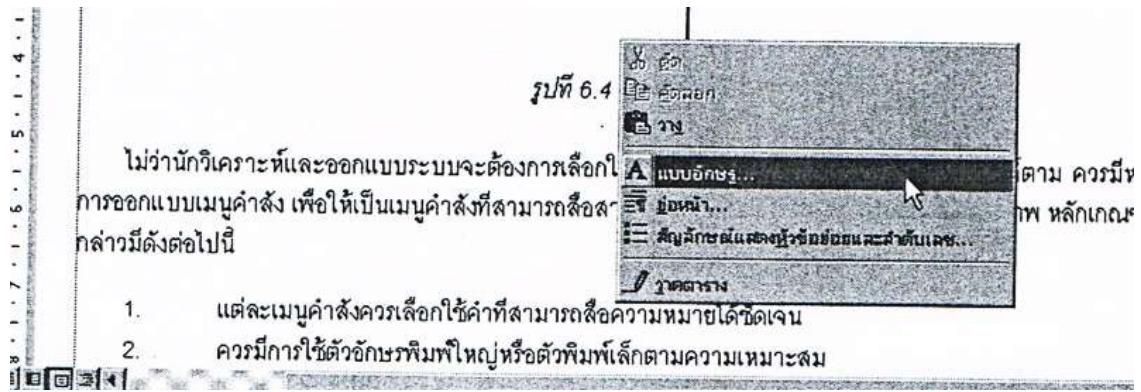 รูปที่ 6.4
ตัด
คัดลอก
วาง
ไม่ว่านักวิเคราะห์และออกแบบระบบจะต้องการเลือกใ
แบบอักษร...
ก็ตาม ควรมีห
การออกแบบเมนูคำสั่ง เพื่อให้เป็นเมนูคำสั่งที่สามารถสื่อสา
ย่อหน้า...
าพ หลักเกณฑ
กล่าวมีดังต่อไปนี้
สัญลักษณ์แสดงหัวข้อย่อยและลำดับเลข...
วาดตาราง
1. แต่ละเมนูคำสั่งควรเลือกใช้คำที่สามารถสื่อความหมายได้ชัดเจน
2. ควรมีการใช้ตัวอักษรพิมพ์ใหญ่หรือตัวพิมพ์เล็กตามความเหมาะสม